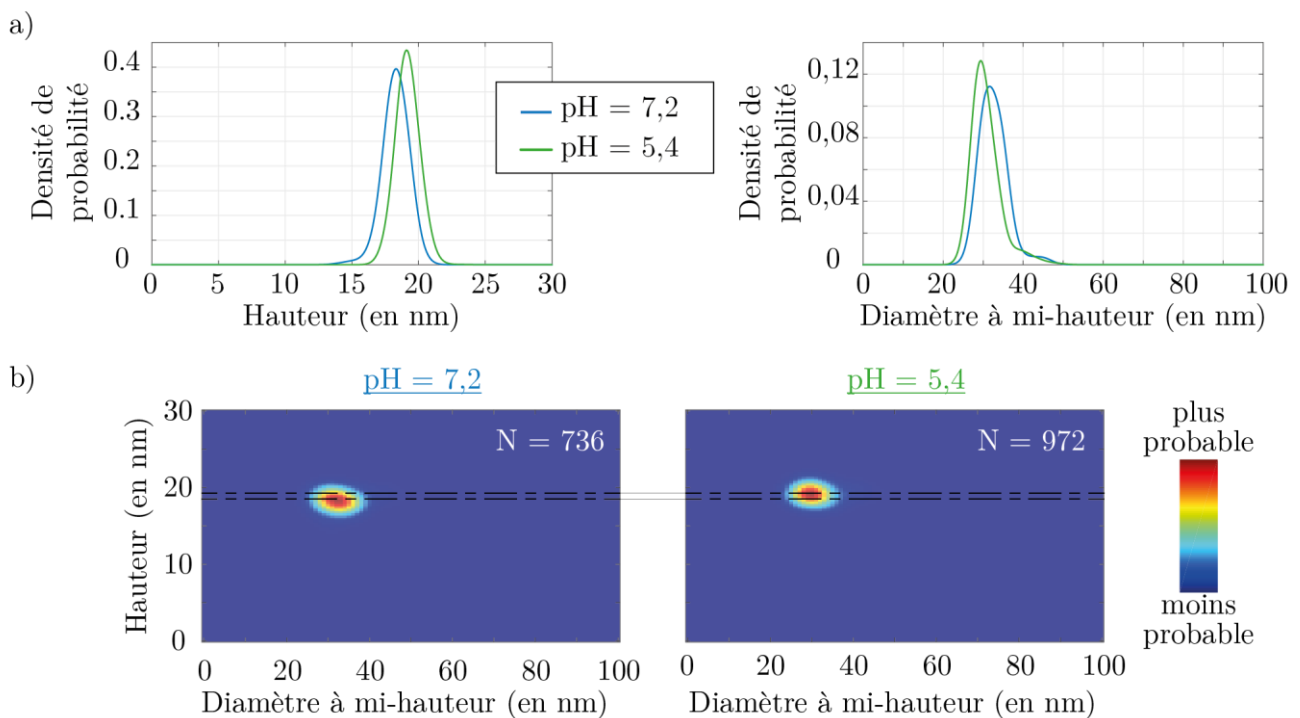 a)
Densité de
probabilité
0.4
0.3
0.2
0.1
0
0 5 10 15 20 25 30
Hauteur (en nm)
pH = 7,2
pH = 5,4
Densité de
probabilité
0,12
0,08
0,04
0
0 20 40 60 80 100
Diamètre à mi-hauteur (en nm)
b)
pH = 7,2
Hauteur (en nm)
30
20
10
0
N = 736
0 20 40 60 80 100
Diamètre à mi-hauteur (en nm)
pH = 5,4
N = 972
0 20 40 60 80 100
Diamètre à mi-hauteur (en nm)
plus
probable
moins
probable